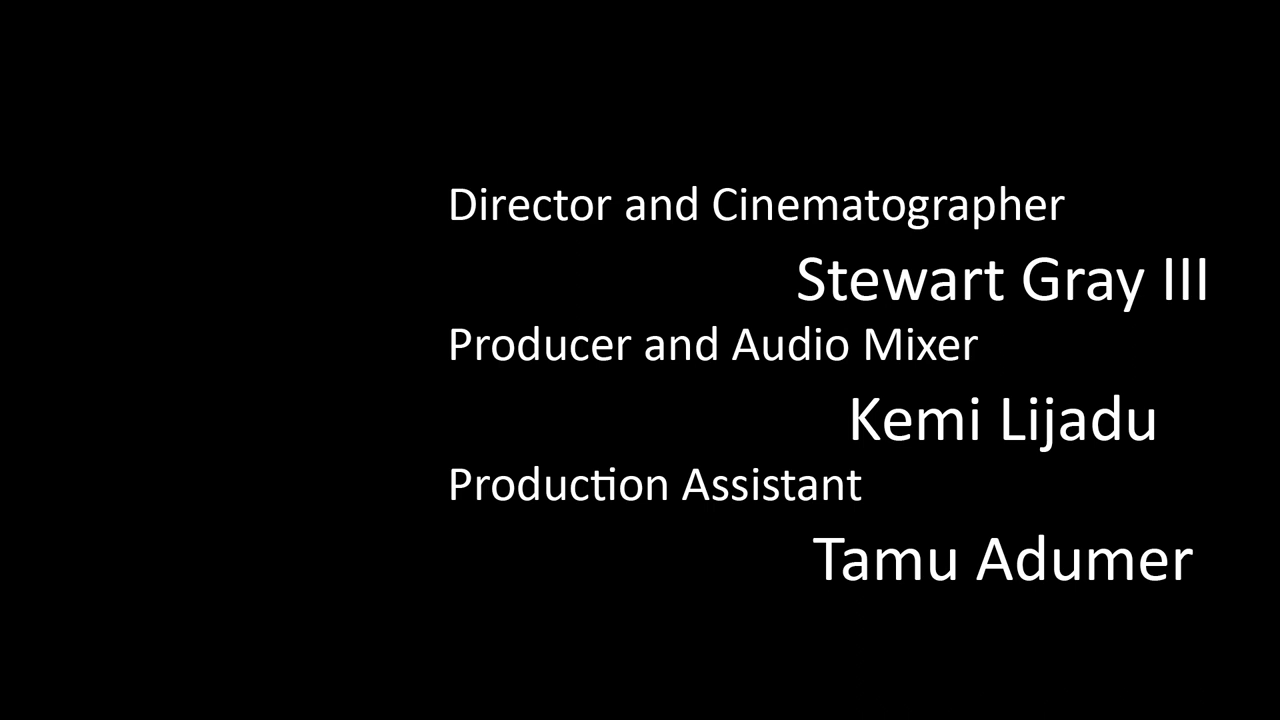 Director and Cinematographer
Stewart Gray III
Producer and Audio Mixer
Kemi Lijadu
Production Assistant
Tamu Adumer